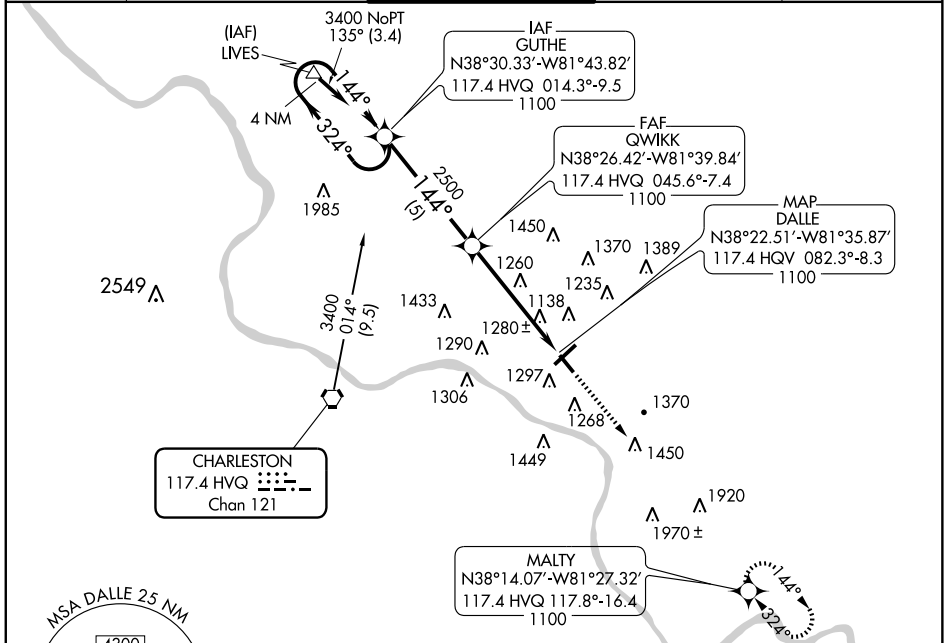 (IAF)
LIVES
3400 NoPT
135° (3.4)
4 NM
144°
324°
IAF
GUTHE
N38°30.33'-W81°43.82'
117.4 HVQ 014.3°-9.5
1100
2500
144°
(5)
FAF
QWIKK
N38°26.42'-W81°39.84'
117.4 HVQ 045.6°-7.4
1100
MAP
DALLE
N38°22.51'-W81°35.87'
117.4 HQV 082.3°-8.3
1100
1985
2549
3400
014°
(9.5)
1450
1370
1389
1260
1235
1138
1433
1280 ±
1290
1297
1306
1268
1370
1449
1450
CHARLESTON
117.4 HVQ
Chan 121
1920
1970 ±
MALTY
N38°14.07'-W81°27.32'
117.4 HVQ 117.8°-16.4
1100
144°
324°
MSA DALLE 25 NM